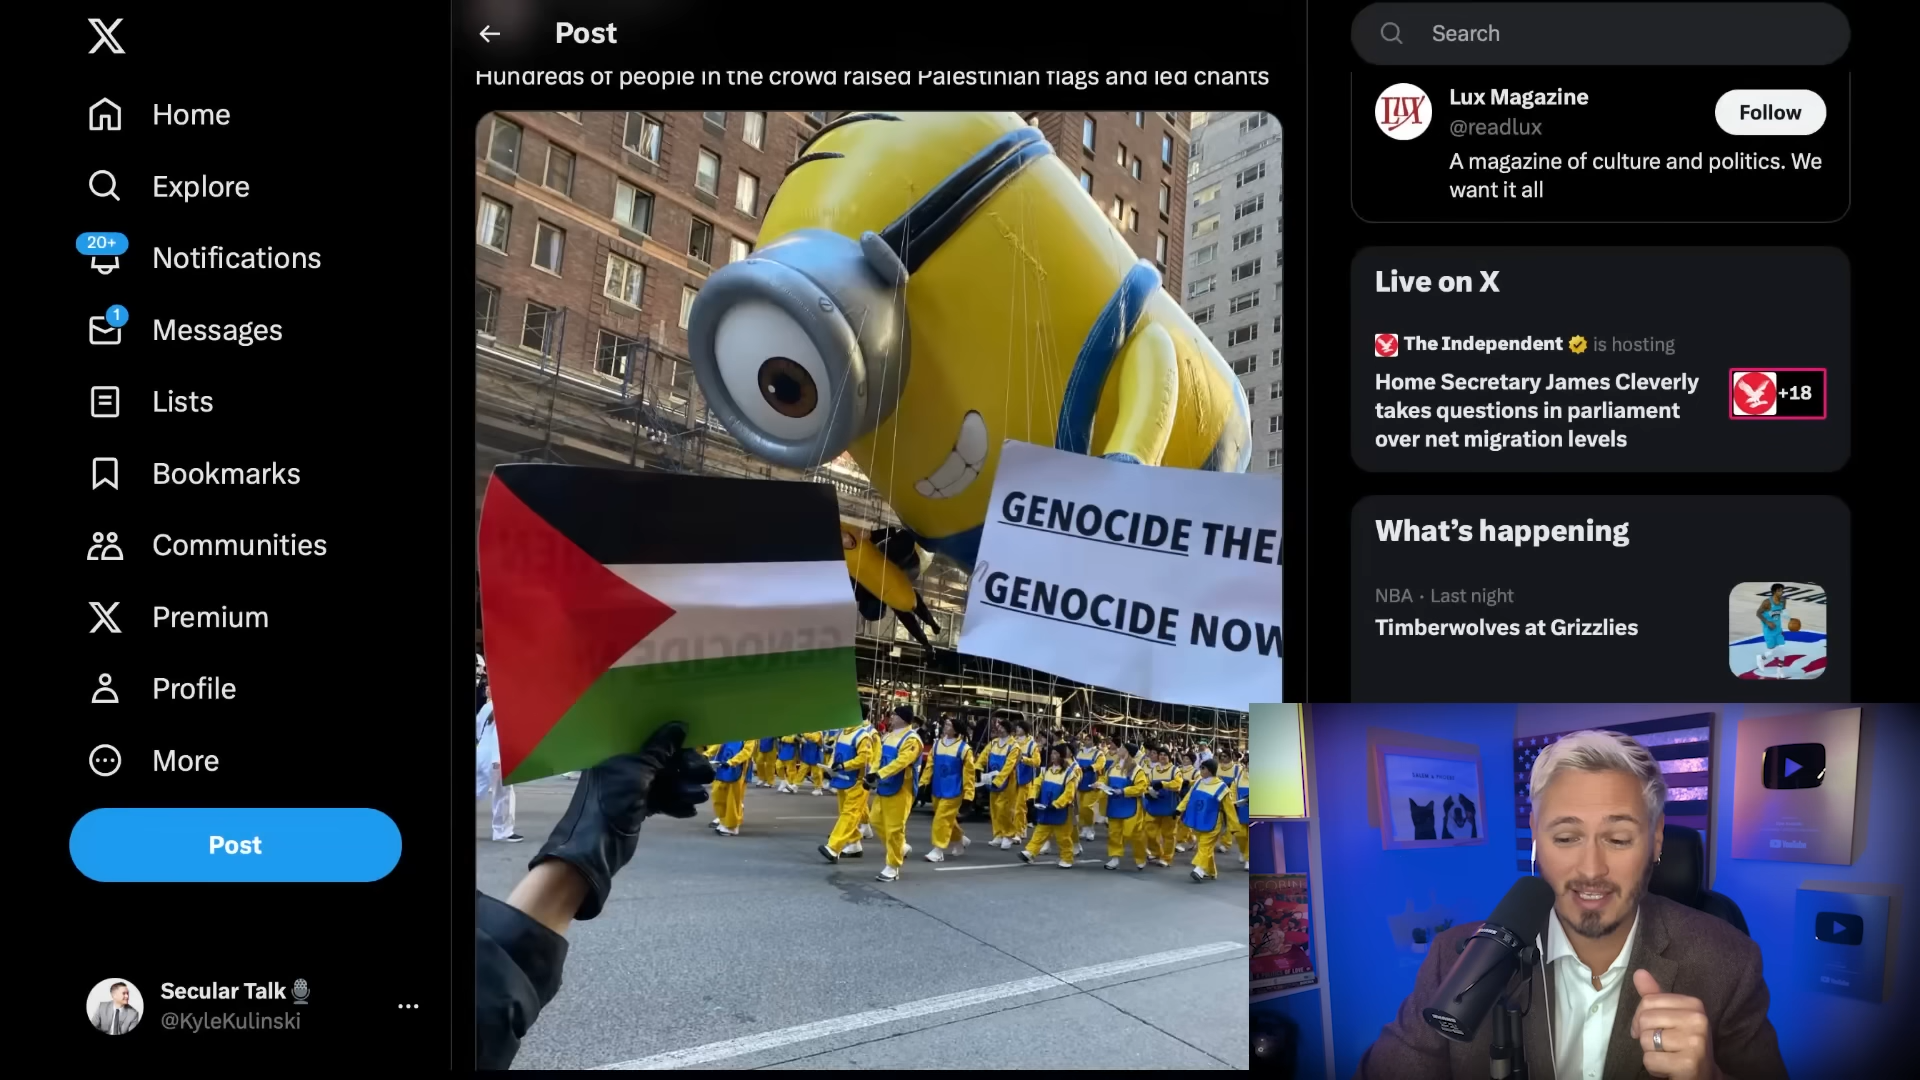 Home
Explore
20+
Notifications
1
Messages
Lists
Bookmarks
Communities
Premium
Profile
More
Post
Secular Talk
@KyleKulinski
Post
Hundreds of people in the crowd raised Palestinian flags and led chants
GENOCIDE THE
GENOCIDE NOW
Search
LUX
Lux Magazine
@readlux
Follow
A magazine of culture and politics. We
want it all
Live on X
The Independent is hosting
Home Secretary James Cleverly
takes questions in parliament
over net migration levels
+18
What's happening
NBA · Last night
Timberwolves at Grizzlies
YouTube